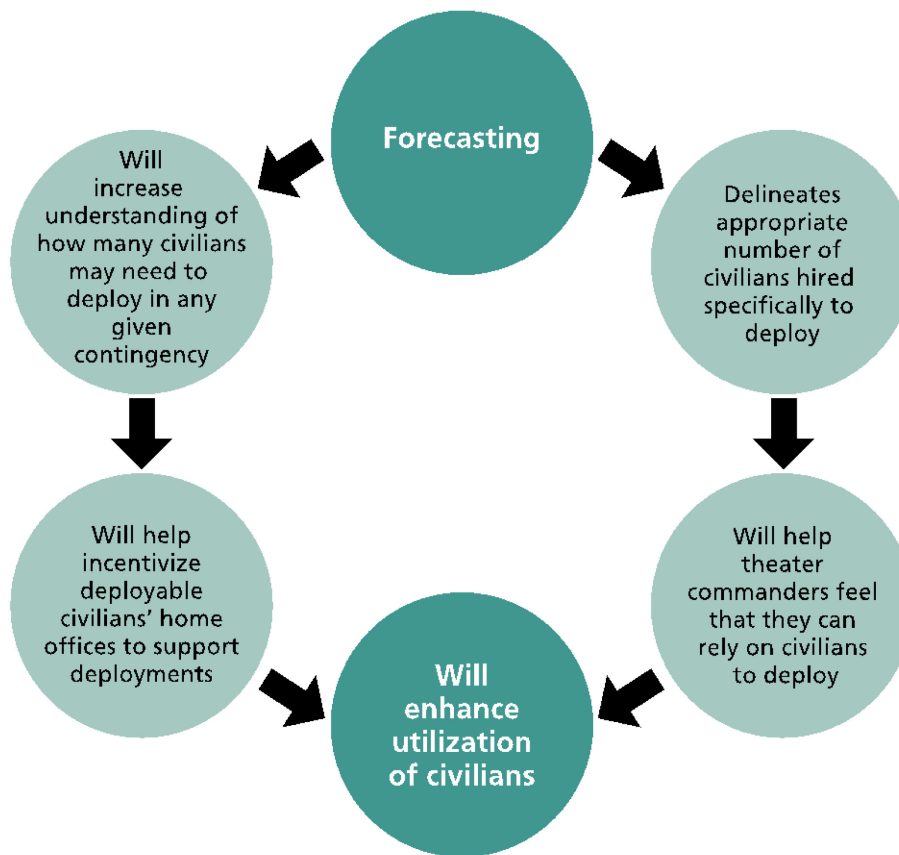 Forecasting
Will
increase
understanding of
how many civilians
may need to
deploy in any
given
contingency
Delineates
appropriate
number of
civilians hired
specifically to
deploy
Will help
incentivize
deployable
civilians’ home
offices to support
deployments
Will help
theater
commanders feel
that they can
rely on civilians
to deploy
Will
enhance
utilization
of civilians